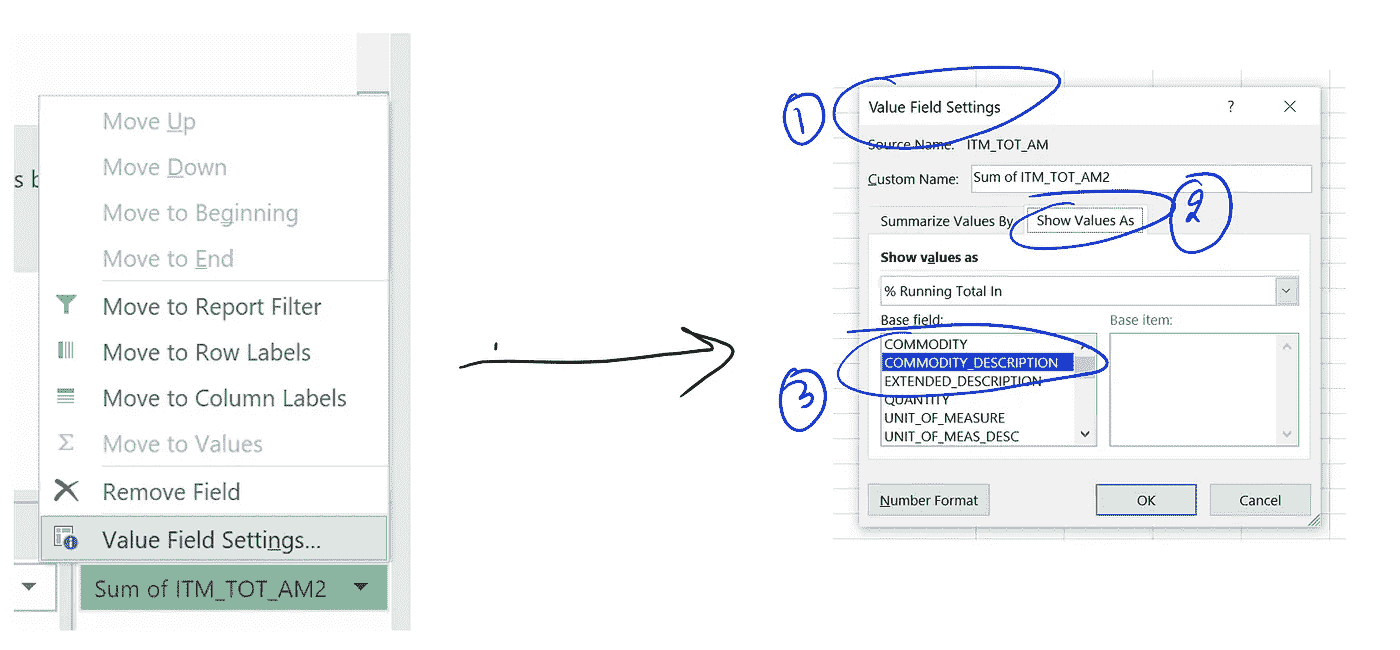 Move Up
Move Down
Move to Beginning
s b
Move to End
Move to Report Filter
Move to Row Labels
Move to Column Labels
Σ Move to Values
Remove Field
Value Field Settings...
Sum of ITM_TOT_AM2
1
Value Field Settings ?
Source Name: ITM_TOT_AM
Custom Name: Sum of ITM_TOT_AM2
2
Summarize Values By Show Values As
Show values as
% Running Total In
Base field: Base item:
COMMODITY
COMMODITY_DESCRIPTION
EXTENDED_DESCRIPTION
3
QUANTITY
UNIT_OF_MEASURE
UNIT_OF_MEAS_DESC
Number Format OK Cancel